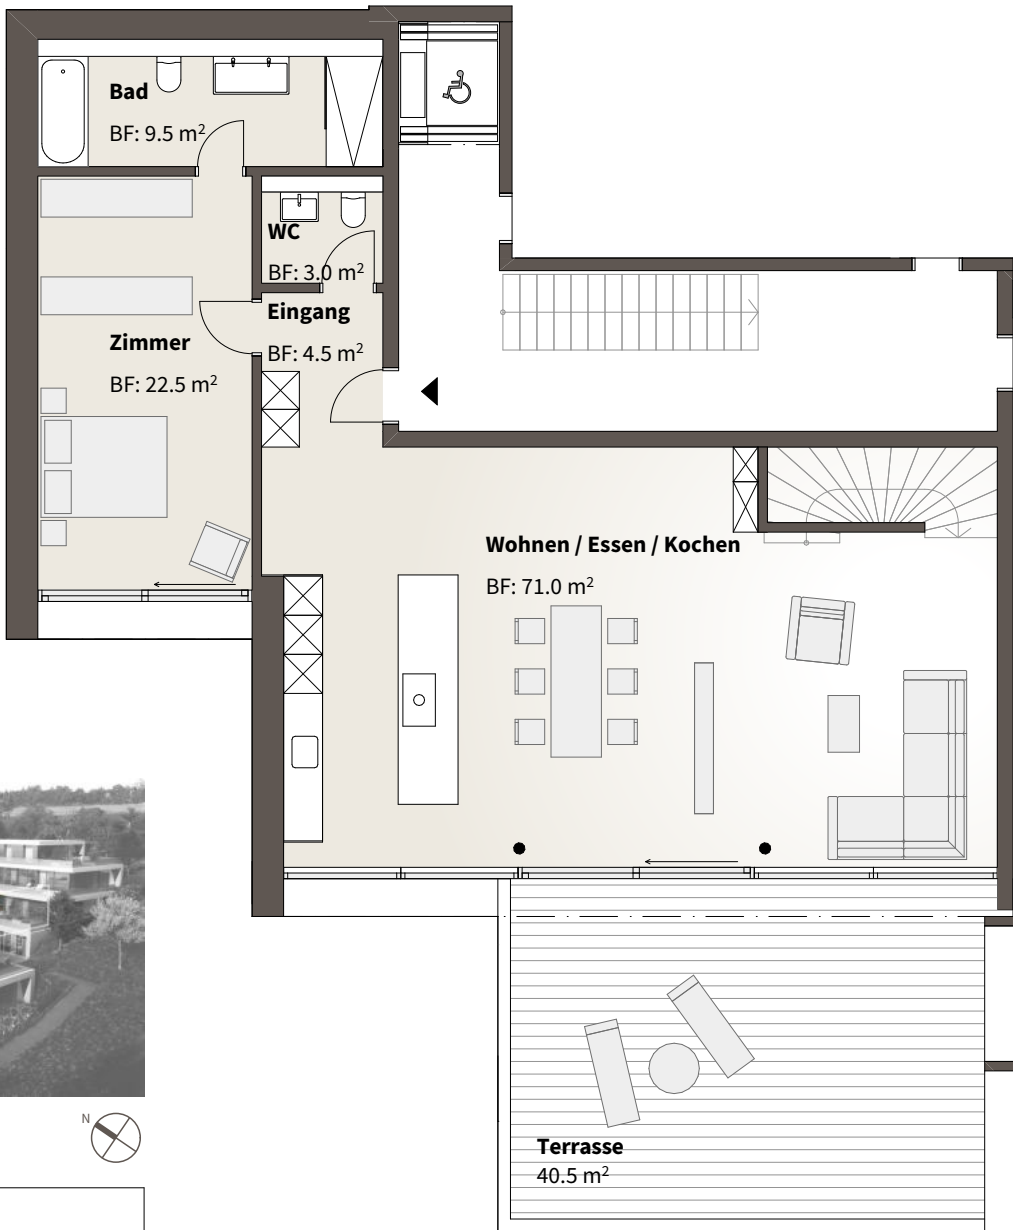 Bad
BF: 9.5 m²
WC
BF: 3.0 m²
Eingang
BF: 4.5 m²
Zimmer
BF: 22.5 m²
Wohnen / Essen / Kochen
BF: 71.0 m²
N
Terrasse
40.5 m²